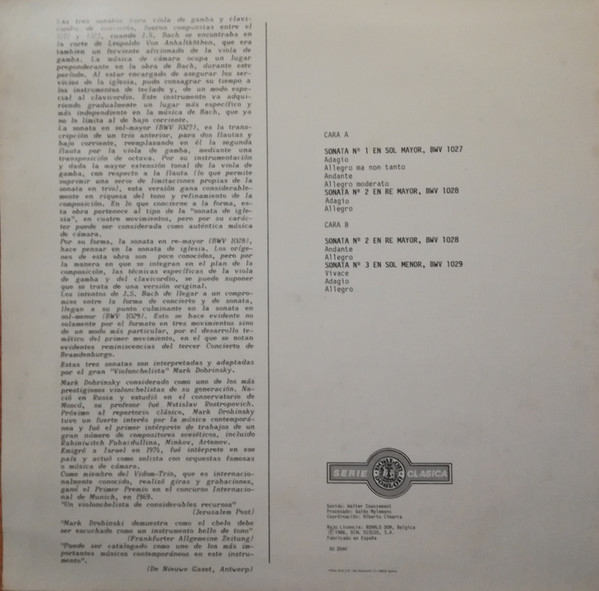 Las tres sonatas para viola de gamba y clavi-
cembalo de concierto, fueron compuestas entre el
y 1723, cuando J.S. Bach se encontraba en
la corte de Leopoldo Von Anhaltköthen, que era
tambien un ferviente aficionado de la viola de
gamba. La música de cámara ocupa un lugar
preponderante en la obra de Bach, durante este
período. Al estar encargado de asegurar los ser-
vicios de la iglesia, pudo consagrar su tiempo a
los instrumentos de teclado y, de un modo espe-
cial al clavicordio. Este instrumento va adqui-
riendo gradualmente un lugar más específico y
más independiente en la música de Bach, que ya
no lo limita al de bajo corriente.
La sonata en sol-mayor (BWV 1027), es la trans-
cripción de un trío anterior, para dos flautas y
bajo corriente, reemplazando en él la segunda
flauta por la viola de gamba, mediante una
transposición de octava. Por su instrumentación
y dada la mayor extensión tonal de la viola de
gamba, con respecto a la flauta (lo que permite
suprimir una serie de limitaciones propias de la
sonata en trío), esta versión gana considerable-
mente en riqueza del tono y refinamiento de la
composición. En lo que concierne a la forma, es-
ta obra pertenece al tipo de la "sonata de igle-
sia", en cuatro movimientos, pero por su carác-
ter puede ser considerada como auténtica música
de cámara.
Por su forma, la sonata en re-mayor (BWV 1028),
hace pensar en la sonata de iglesia. Los oríge-
nes de esta obra son poco conocidos, pero por
la manera en que se integran en el plan de la
composición, las técnicas específicas de la viola
de gamba y del clavicordio, se puede suponer
que se trata de una versión original.
Los intentos de J.S. Bach de llegar a un compro-
miso entre la forma de concierto y de sonata,
llegan a su punto culminante en la sonata en
sol-menor (BWV 1029). Esto se hace evidente no
solamente por el formato en tres movimientos sino
de un modo más particular, por el desarrollo te-
mático del primer movimiento, en el que se notan
evidentes reminiscencias del tercer Concierto de
Brandenburgo.
Estas tres sonatas son interpretadas y adaptadas
por el gran "Violonchelista" Mark Dobrinsky.
Mark Dobrinsky considerado como uno de los más
prestigiosos violonchelistas de su generación. Na-
ció en Rusia y estudió en el conservatorio de
Moscú, su profesor fué Mstislav Rostropovich.
Próximo al repertorio clásico, Mark Drobinsky
tuvo un fuerte interés por la música contemporá-
nea y fué el primer intérprete de trabajos de un
gran número de compositores soviéticos, incluido
Rabinwitch Fabaidullina, Minkov, Artemov.
Emigré a Israel en 1974, fué intérprete en ese
país y actuó como solista con orquestas famosas
o música de cámara.
Como miembro del Vidom-Trio, que es internacio-
nalmente conocido, realizó giras y grabaciones,
ganó el Primer Premio en el concurso Internacio-
nal de Munich, en 1969.
"Un violonchelista de considerables recursos"
(Jerusalem Post)
"Mark Drobinski demuestra como el chelo debe
ser escuchado como un instrumento bello de tono"
(Frankfurter Allgemeine Zeitung)
"Puede ser catalogado como uno de los más im-
portantes músicos contemporáneos en este instru-
mento".
(De Nieuwe Gazet, Antwerp)
CARA A
SONATA Nº 1 EN SOL MAYOR, BWV 1027
Adagio
Allegro ma non tanto
Andante
Allegro moderato
SONATA Nº 2 EN RE MAYOR, BWV 1028
Adagio
Allegro
CARA B
SONATA Nº 2 EN RE MAYOR, BWV 1028
Andante
Allegro
SONATA Nº 3 EN SOL MENOR, BWV 1029
Vivace
Adagio
Allegro
SERIE CLASICA
Sonido: Walter
Procesado: Guido
Coordinación: Alberto
Bajo Licencia: RONALD DOM, Belgica
Fabricado en España